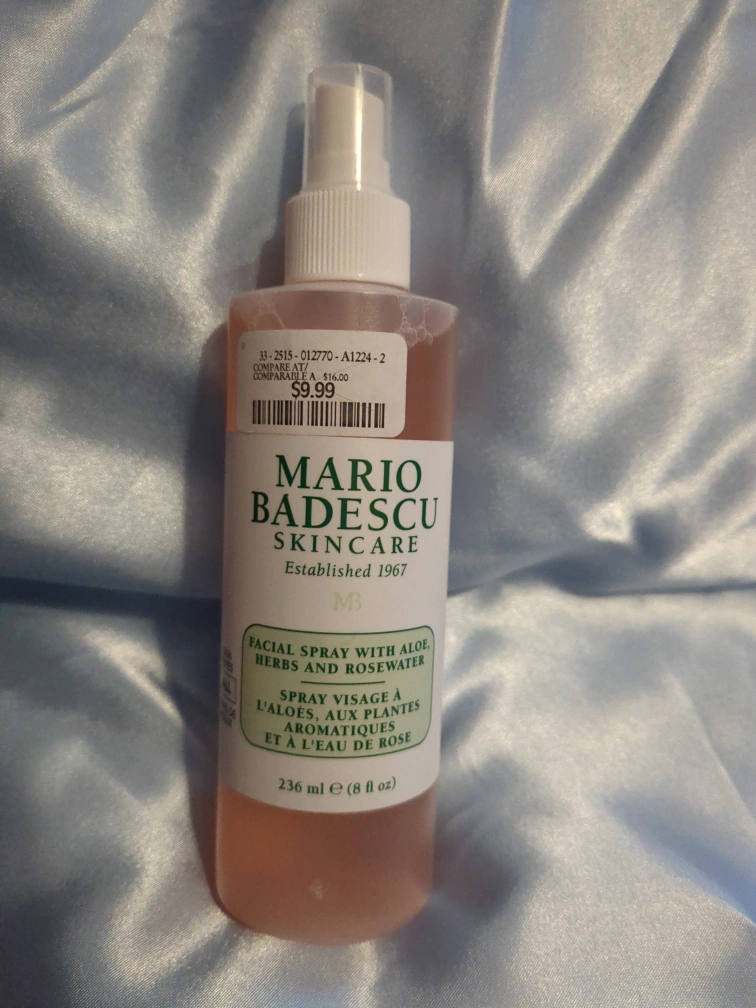 33 - 2515 - 012770 - A1224 - 2
COMPARE AT/
COMPARABLE A $16.00
$9.99
MARIO
BADESCU
SKINCARE
Established 1967
MB
FACIAL SPRAY WITH ALOE,
HERBS AND ROSEWATER
SPRAY VISAGE À
L'ALOÈS, AUX PLANTES
AROMATIQUES
ET À L'EAU DE ROSE
ALL
236 ml ℮ (8 fl oz)